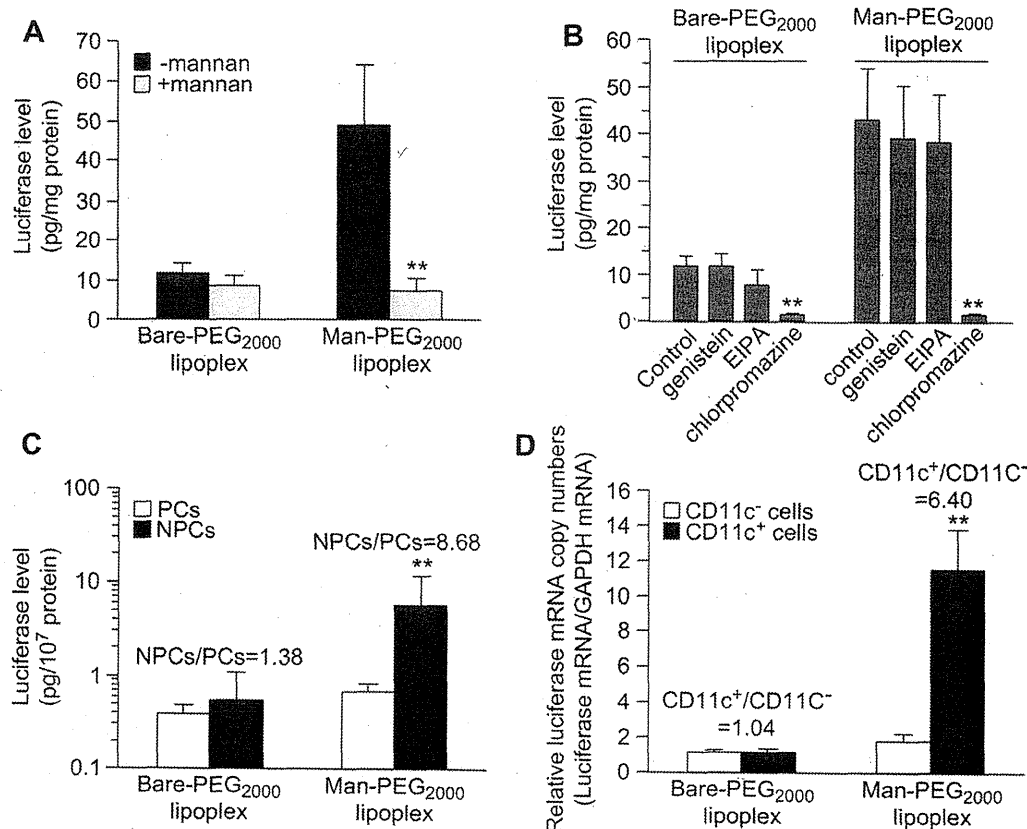 A
Luciferase level
(pg/mg protein)
70
60
50
40
30
20
10
0
-mannan
+mannan
**
Bare-PEG2000
lipoplex
Man-PEG2000
lipoplex
B
Bare-PEG2000
lipoplex
Man-PEG2000
lipoplex
Luciferase level
(pg/mg protein)
60
50
40
30
20
10
0
**
**
Control
genistein
EIPA
chlorpromazine
control
genistein
EIPA
chlorpromazine
C
Luciferase level
(pg/10^7 protein)
100
10
1
0.1
PCs
NPCs
NPCs/PCs=1.38
NPCs/PCs=8.68
**
Bare-PEG2000
lipoplex
Man-PEG2000
lipoplex
D
Relative luciferase mRNA copy numbers
(Luciferase mRNA/GAPDH mRNA)
16
14
12
10
8
6
4
2
0
CD11c- cells
CD11c+ cells
CD11c+/CD11C-
=1.04
CD11c+/CD11C-
=6.40
**
Bare-PEG2000
lipoplex
Man-PEG2000
lipoplex